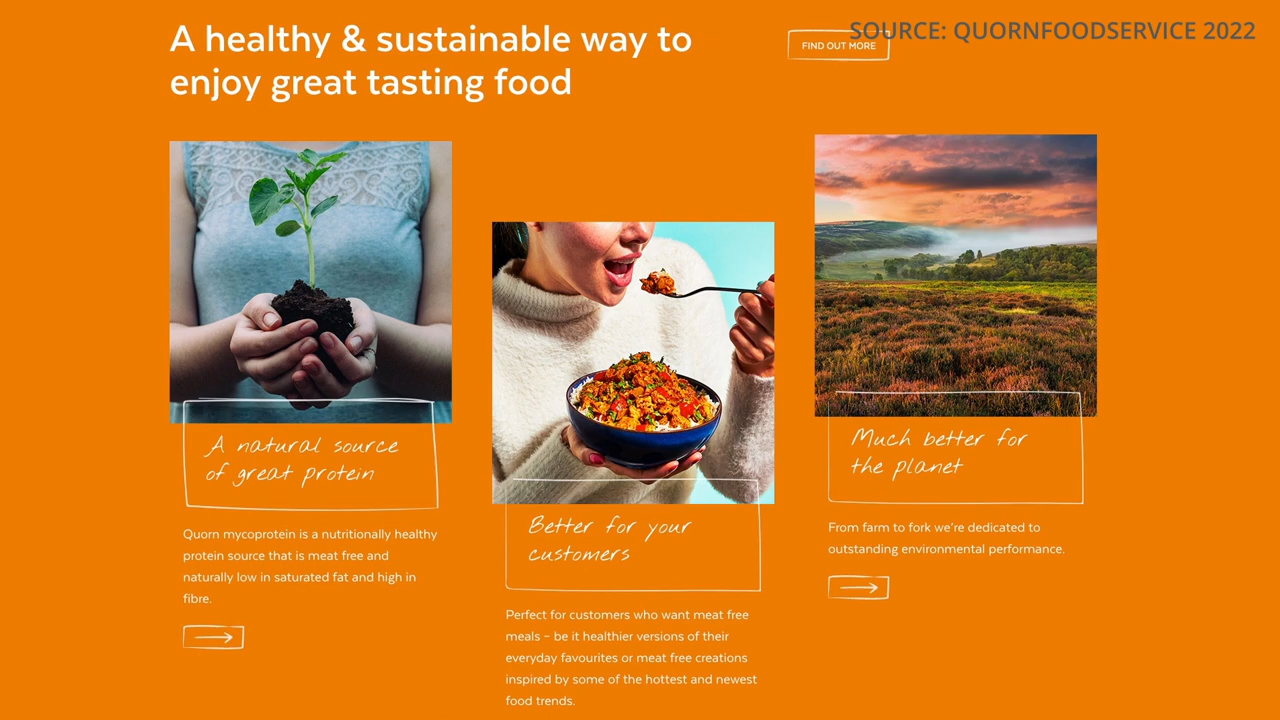 A healthy & sustainable way to
enjoy great tasting food
FIND OUT MORE
SOURCE: QUORNFOODSERVICE 2022
A natural source
of great protein
Quorn mycoprotein is a nutritionally healthy
protein source that is meat free and
naturally low in saturated fat and high in
fibre.
Better for your
customers
Perfect for customers who want meat free
meals – be it healthier versions of their
everyday favourites or meat free creations
inspired by some of the hottest and newest
food trends.
Much better for
the planet
From farm to fork we're dedicated to
outstanding environmental performance.